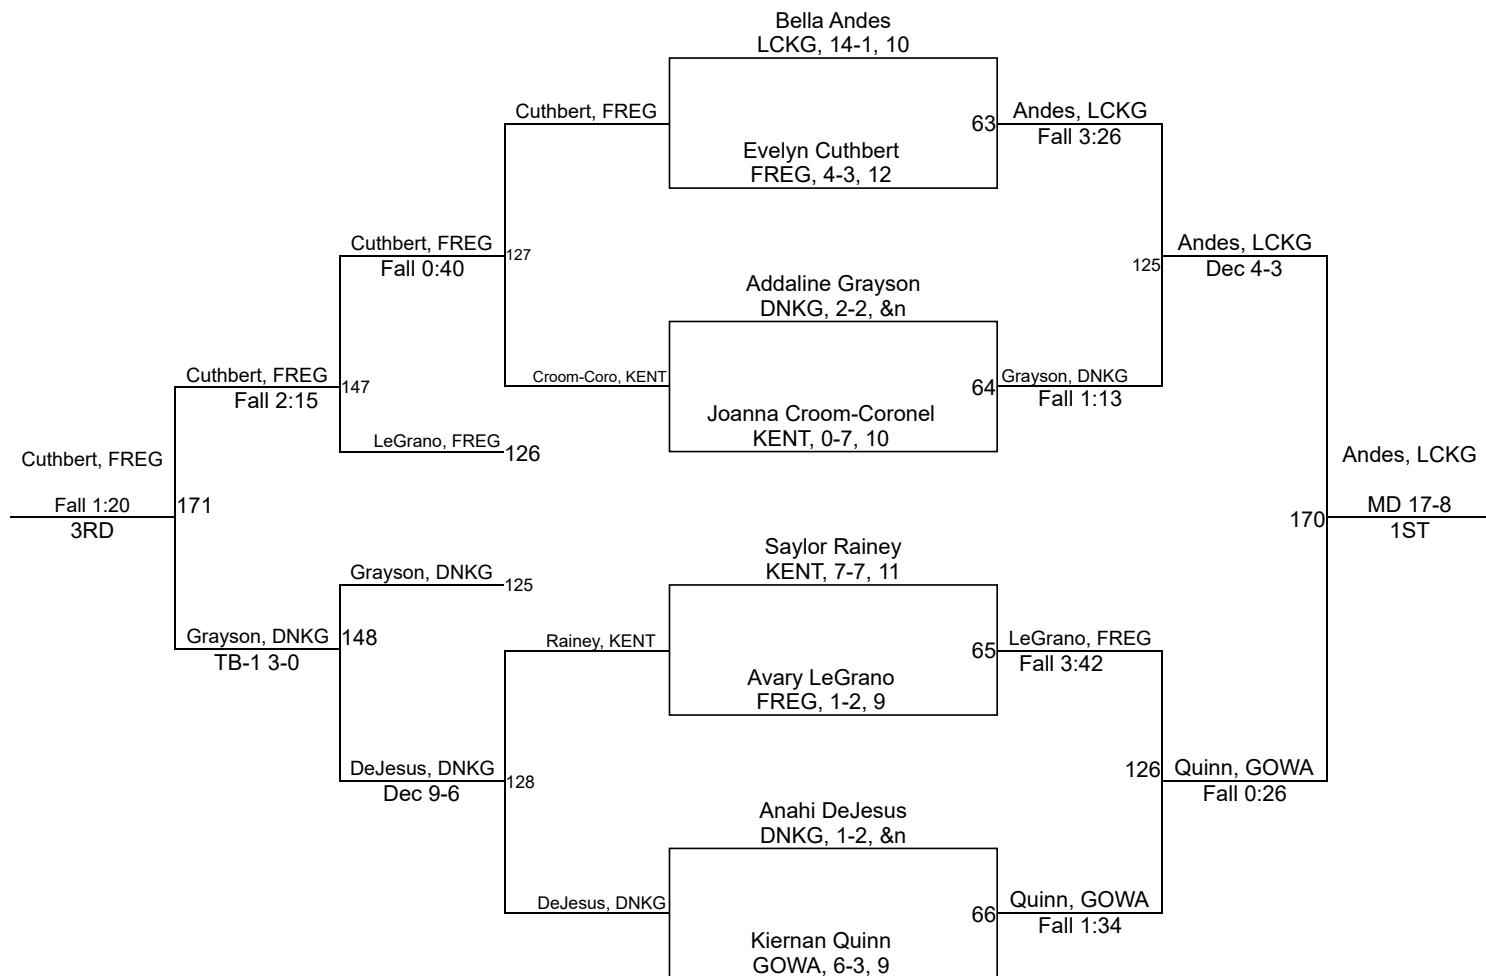 Bella Andes
LCKG, 14-1, 10
Cuthbert, FREG
63
Andes, LCKG
Fall 3:26
Evelyn Cuthbert
FREG, 4-3, 12
Cuthbert, FREG
Fall 0:40
127
125
Andes, LCKG
Dec 4-3
Addaline Grayson
DNKG, 2-2, &n
Cuthbert, FREG
Fall 2:15
147
Croom-Coro, KENT
64
Grayson, DNKG
Fall 1:13
Joanna Croom-Coronel
KENT, 0-7, 10
LeGrano, FREG
126
Cuthbert, FREG
Fall 1:20
3RD
171
Andes, LCKG
170
MD 17-8
1ST
Saylor Rainey
KENT, 7-7, 11
Grayson, DNKG
125
Grayson, DNKG
TB-1 3-0
148
Rainey, KENT
65
LeGrano, FREG
Fall 3:42
Avary LeGrano
FREG, 1-2, 9
DeJesus, DNKG
Dec 9-6
128
126
Quinn, GOWA
Fall 0:26
Anahi DeJesus
DNKG, 1-2, &n
DeJesus, DNKG
66
Quinn, GOWA
Fall 1:34
Kiernan Quinn
GOWA, 6-3, 9